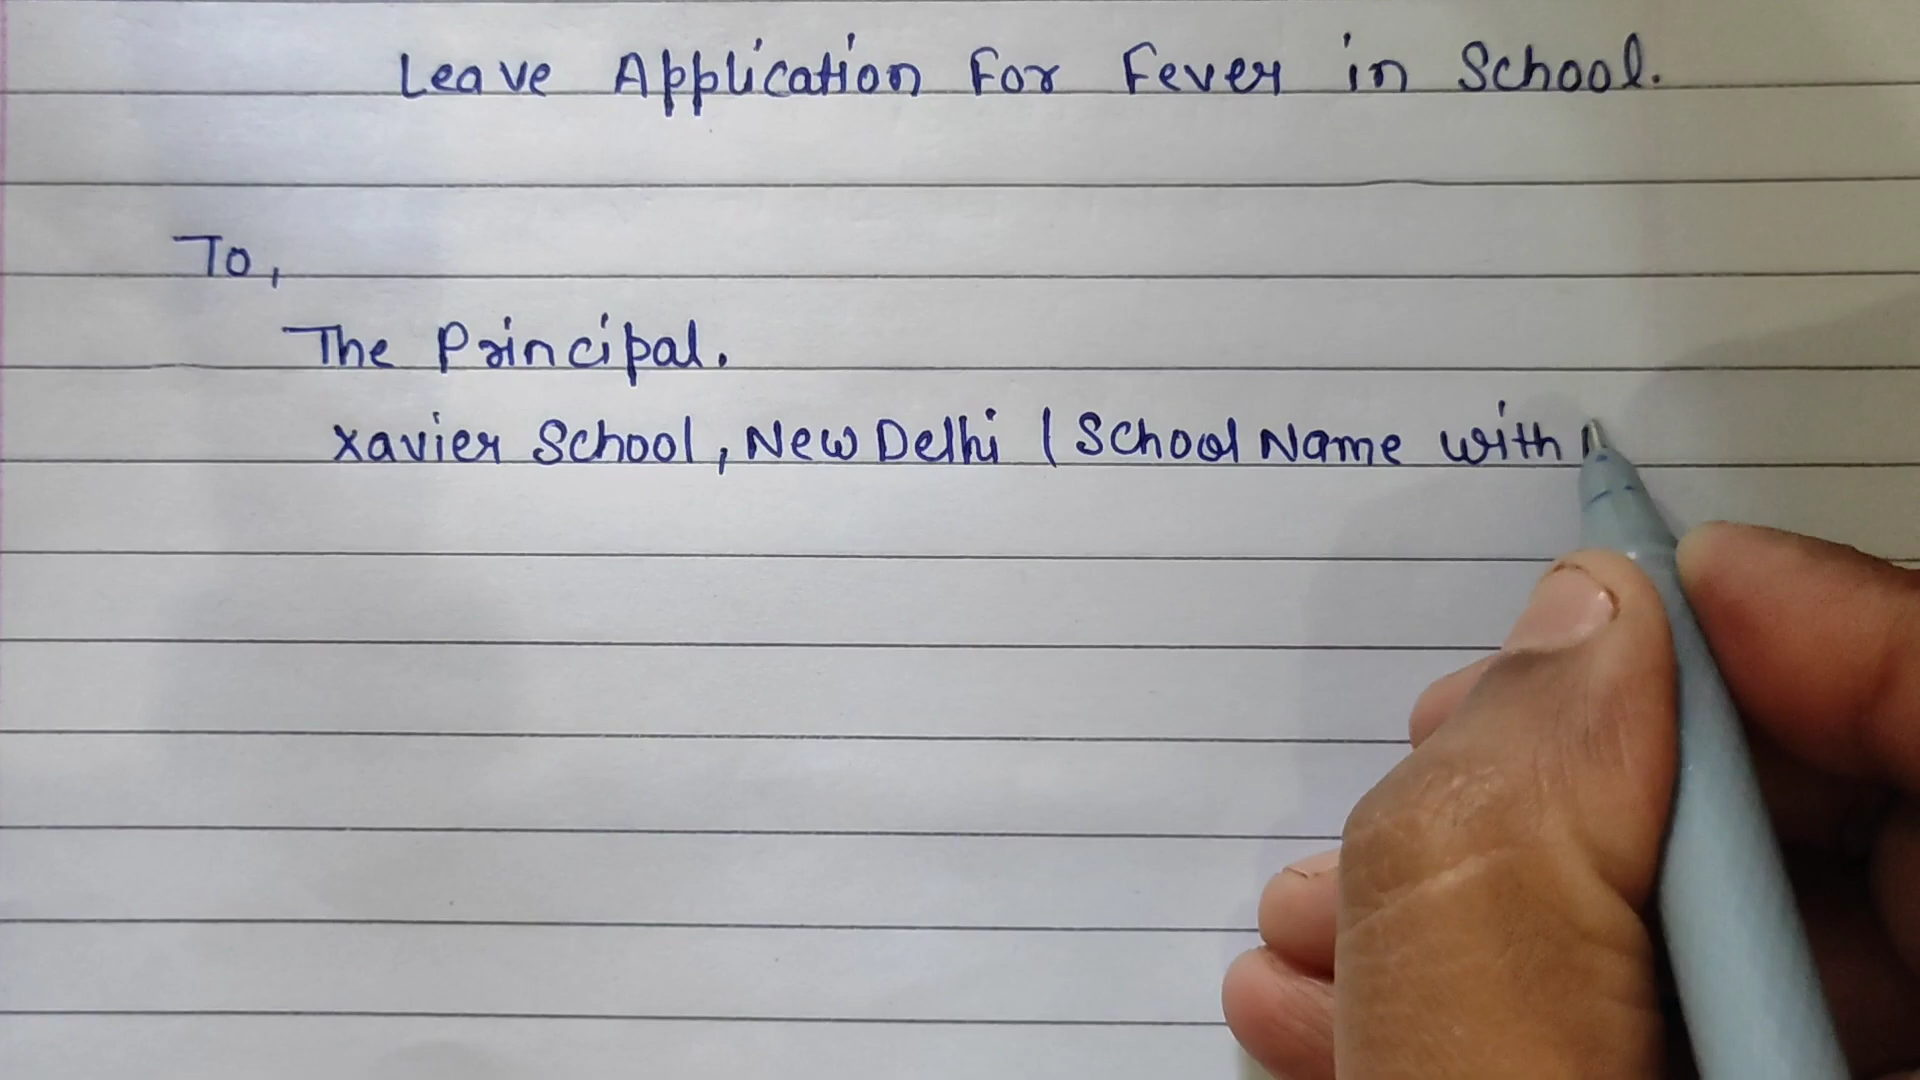 Leave Application For Fever in School.
To,
The Principal.
Xavier School, New Delhi (School Name with